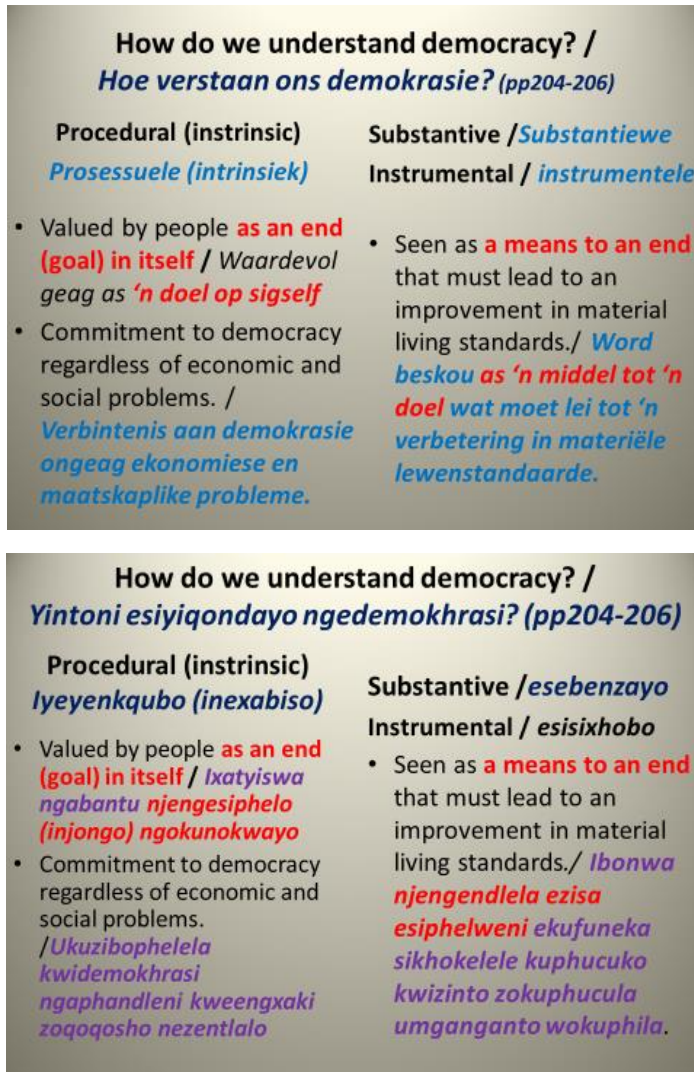 How do we understand democracy? /
Hoe verstaan ons demokrasie? (pp204-206)
Procedural (instrinsic)
Prosessuele (intrinsiek)
• Valued by people as an end
(goal) in itself / Waardevol
geag as ‘n doel op sigself
• Commitment to democracy
regardless of economic and
social problems. /
Verbintenis aan demokrasie
ongeag ekonomiese en
maatskaplike probleme.
Substantive /Substantiewe
Instrumental / instrumentele
• Seen as a means to an end
that must lead to an
improvement in material
living standards./ Word
beskou as ‘n middel tot ‘n
doel wat moet lei tot ‘n
verbetering in materiële
lewenstandaarde.
How do we understand democracy? /
Yintoni esiyiqondayo ngedemokhrasi? (pp204-206)
Procedural (instrinsic)
Iyeyenkqubo (inexabiso)
• Valued by people as an end
(goal) in itself / Ixatyiswa
ngabantu njengesiphelo
(injongo) ngokunokwayo
• Commitment to democracy
regardless of economic and
social problems.
/Ukuzibophelela
kwidemokhrasi
ngaphandleni kweengxaki
zoqoqosho nezentlalo
Substantive /esebenzayo
Instrumental / esisixhobo
• Seen as a means to an end
that must lead to an
improvement in material
living standards./ Ibonwa
njengendlela ezisa
esiphelweni ekufuneka
sikhokelele kuphucuko
kwizinto zokuphucula
umganganto wokuphila.